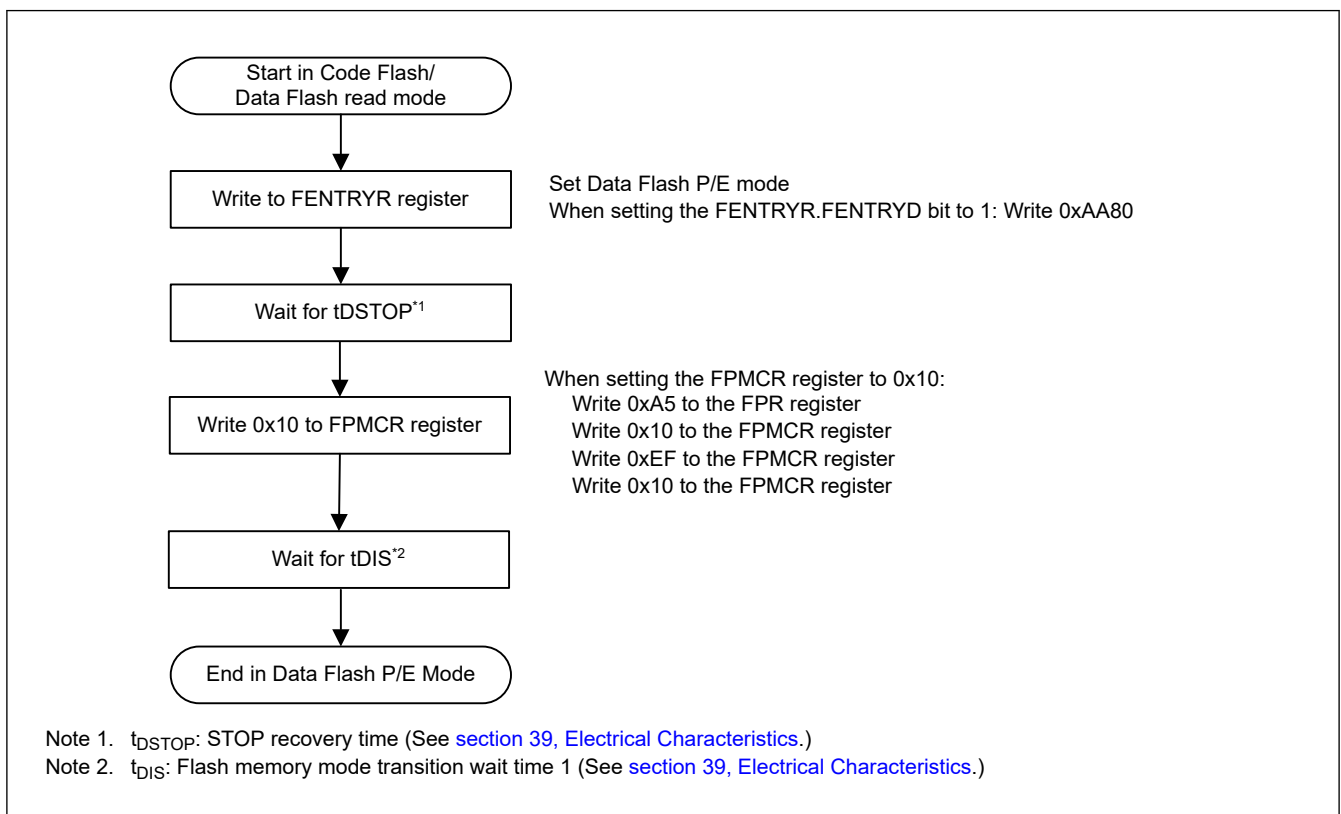 Start in Code Flash/
Data Flash read mode
Write to FENTRYR register
Set Data Flash P/E mode
When setting the FENTRYR.FENTRYD bit to 1: Write 0xAA80
Wait for tDSTOP*1
When setting the FPMCR register to 0x10:
Write 0xA5 to the FPR register
Write 0x10 to FPMCR register
Write 0x10 to the FPMCR register
Write 0xEF to the FPMCR register
Write 0x10 to the FPMCR register
Wait for tDIS*2
End in Data Flash P/E Mode
Note 1. tDSTOP: STOP recovery time (See section 39, Electrical Characteristics.)
Note 2. tDIS: Flash memory mode transition wait time 1 (See section 39, Electrical Characteristics.)